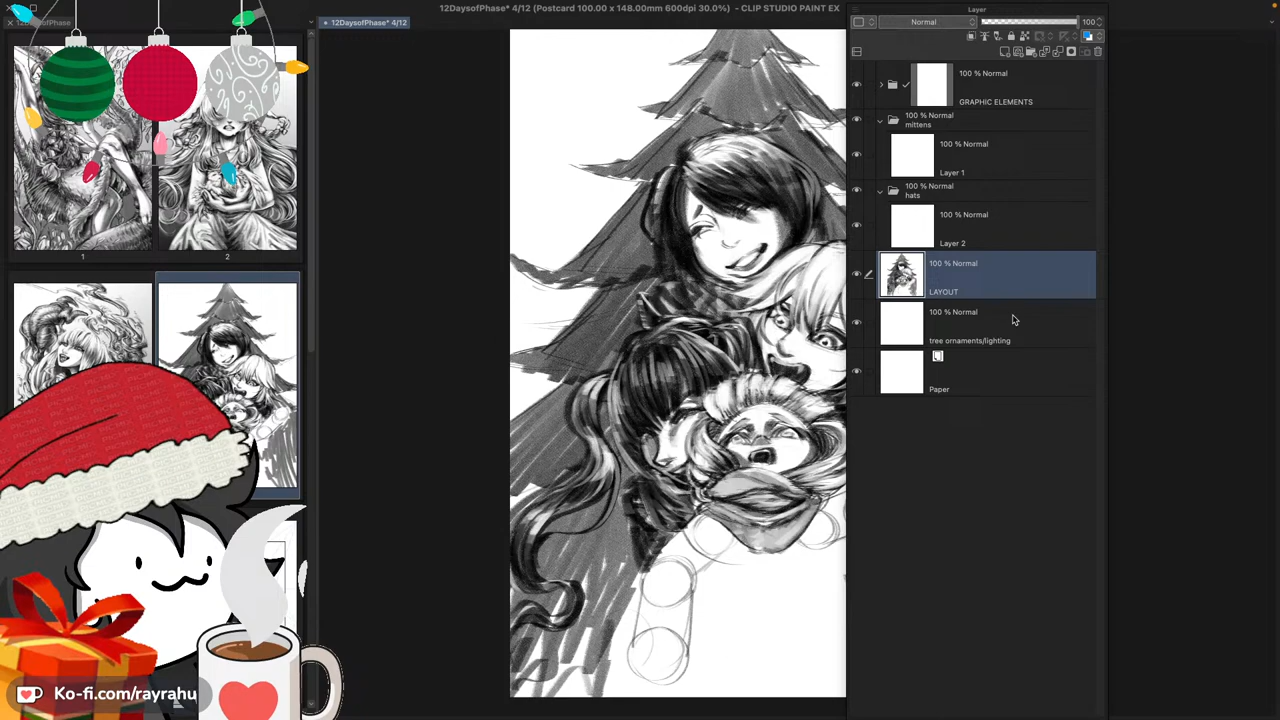 12DaysofPhase* 4/12 (Postcard 100.00 x 148.00mm 600dpi 30.0%) - CLIP STUDIO PAINT EX
Layer
12DaysofPhase
12DaysofPhase* 4/12
Normal
100
100 % Normal
GRAPHIC ELEMENTS
100 % Normal
mittens
100 % Normal
Layer 1
100 % Normal
hats
100 % Normal
Layer 2
100 % Normal
LAYOUT
100 % Normal
tree ornaments/lighting
Paper
1
2
Ko-fi.com/rayrahu